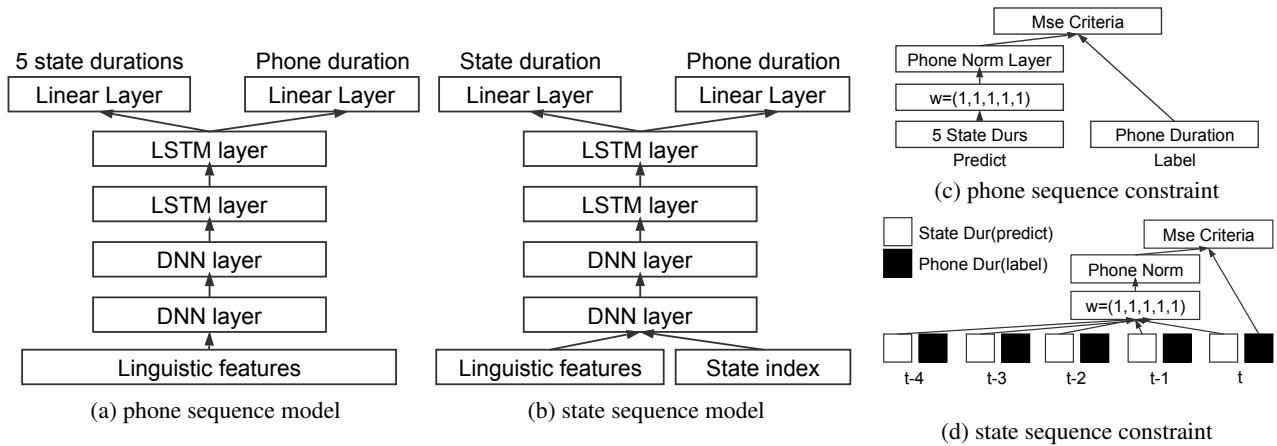 5 state durations
Phone duration
Linear Layer
Linear Layer
LSTM layer
LSTM layer
DNN layer
DNN layer
Linguistic features
(a) phone sequence model
State duration
Phone duration
Linear Layer
Linear Layer
LSTM layer
LSTM layer
DNN layer
DNN layer
Linguistic features
State index
(b) state sequence model
Mse Criteria
Phone Norm Layer
w=(1,1,1,1,1)
5 State Durs
Phone Duration
Predict
Label
(c) phone sequence constraint
State Dur(predict)
Phone Dur(label)
Mse Criteria
Phone Norm
w=(1,1,1,1,1)
t-4
t-3
t-2
t-1
t
(d) state sequence constraint